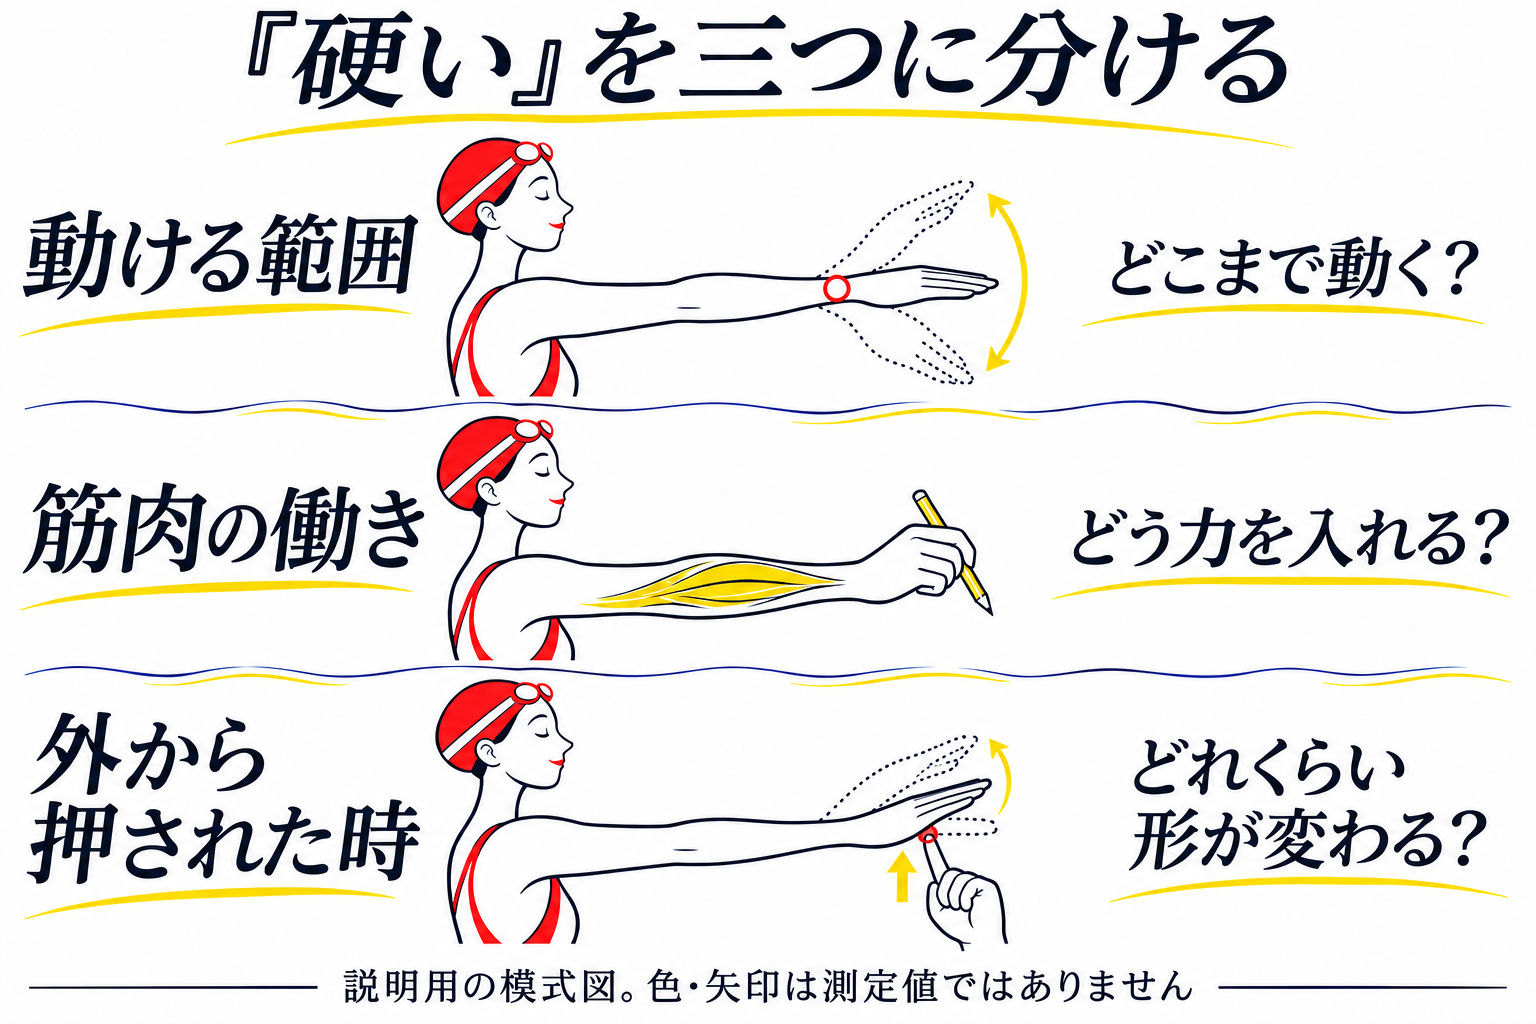 『硬い』を三つに分ける
動ける範囲
どこまで動く?
筋肉の働き
どう力を入れる?
外から
押された時
どれくらい
形が変わる?
説明用の模式図。色・矢印は測定値ではありません